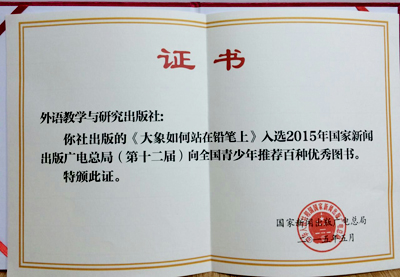 证书
外语教学与研究出版社:
你社出版的《大象如何站在铅笔上》入选2015年国家新闻
出版广电总局(第十二届)向全国青少年推荐百种优秀图书。
特颁此证。
国家新闻出版广电总局
二〇一五年五月